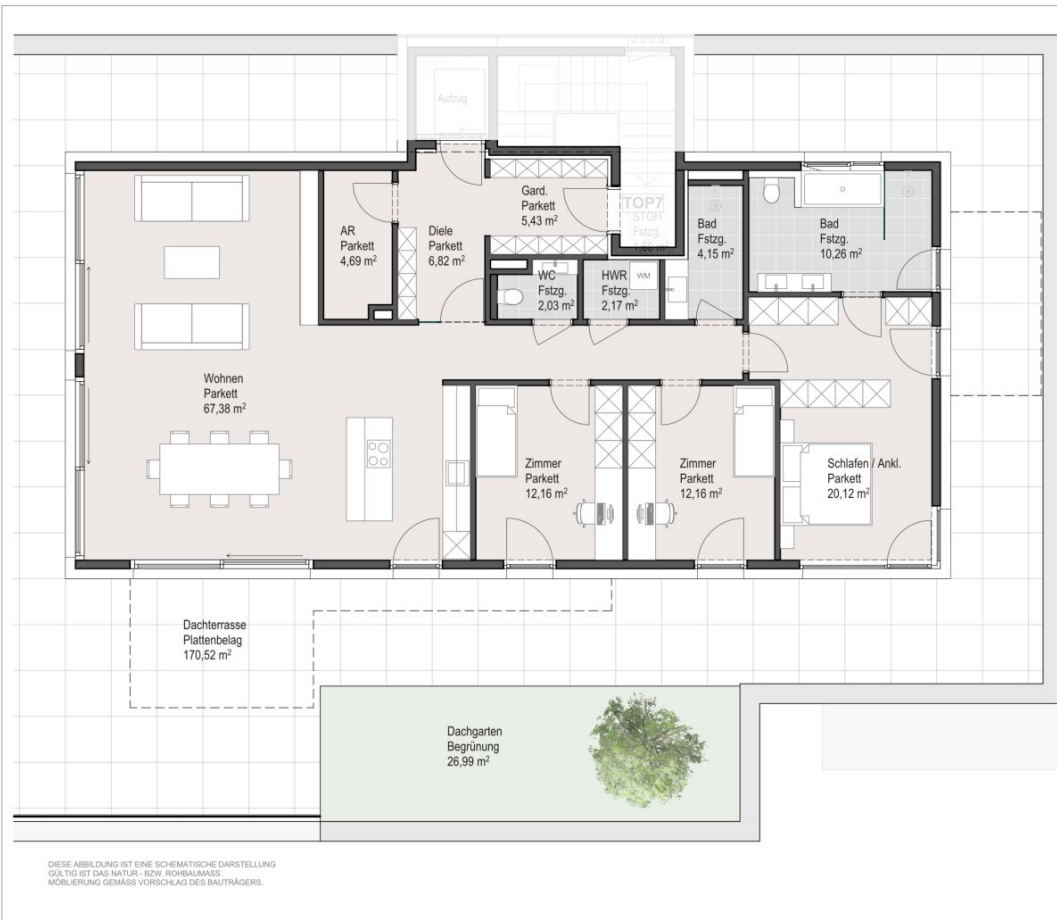 Aufzug
Gard.
Parkett
5,43 m²
TOP7
STGH
Fstzg.
AR
Parkett
4,69 m²
Diele
Parkett
6,82 m²
Bad
Fstzg.
4,15 m²
Bad
Fstzg.
10,26 m²
WC
Fstzg.
2,03 m²
HWR
Fstzg.
2,17 m²
WM
Wohnen
Parkett
67,38 m²
Zimmer
Parkett
12,16 m²
Zimmer
Parkett
12,16 m²
Schlafen / Ankl.
Parkett
20,12 m²
Dachterrasse
Plattenbelag
170,52 m²
Dachgarten
Begrünung
26,99 m²
DIESE ABBILDUNG IST EINE SCHEMATISCHE DARSTELLUNG
GÜLTIG IST DAS NATUR - BZW. ROHBAUMASS.
MÖBLIERUNG GEMÄSS VORSCHLAG DES BAUTRÄGERS.